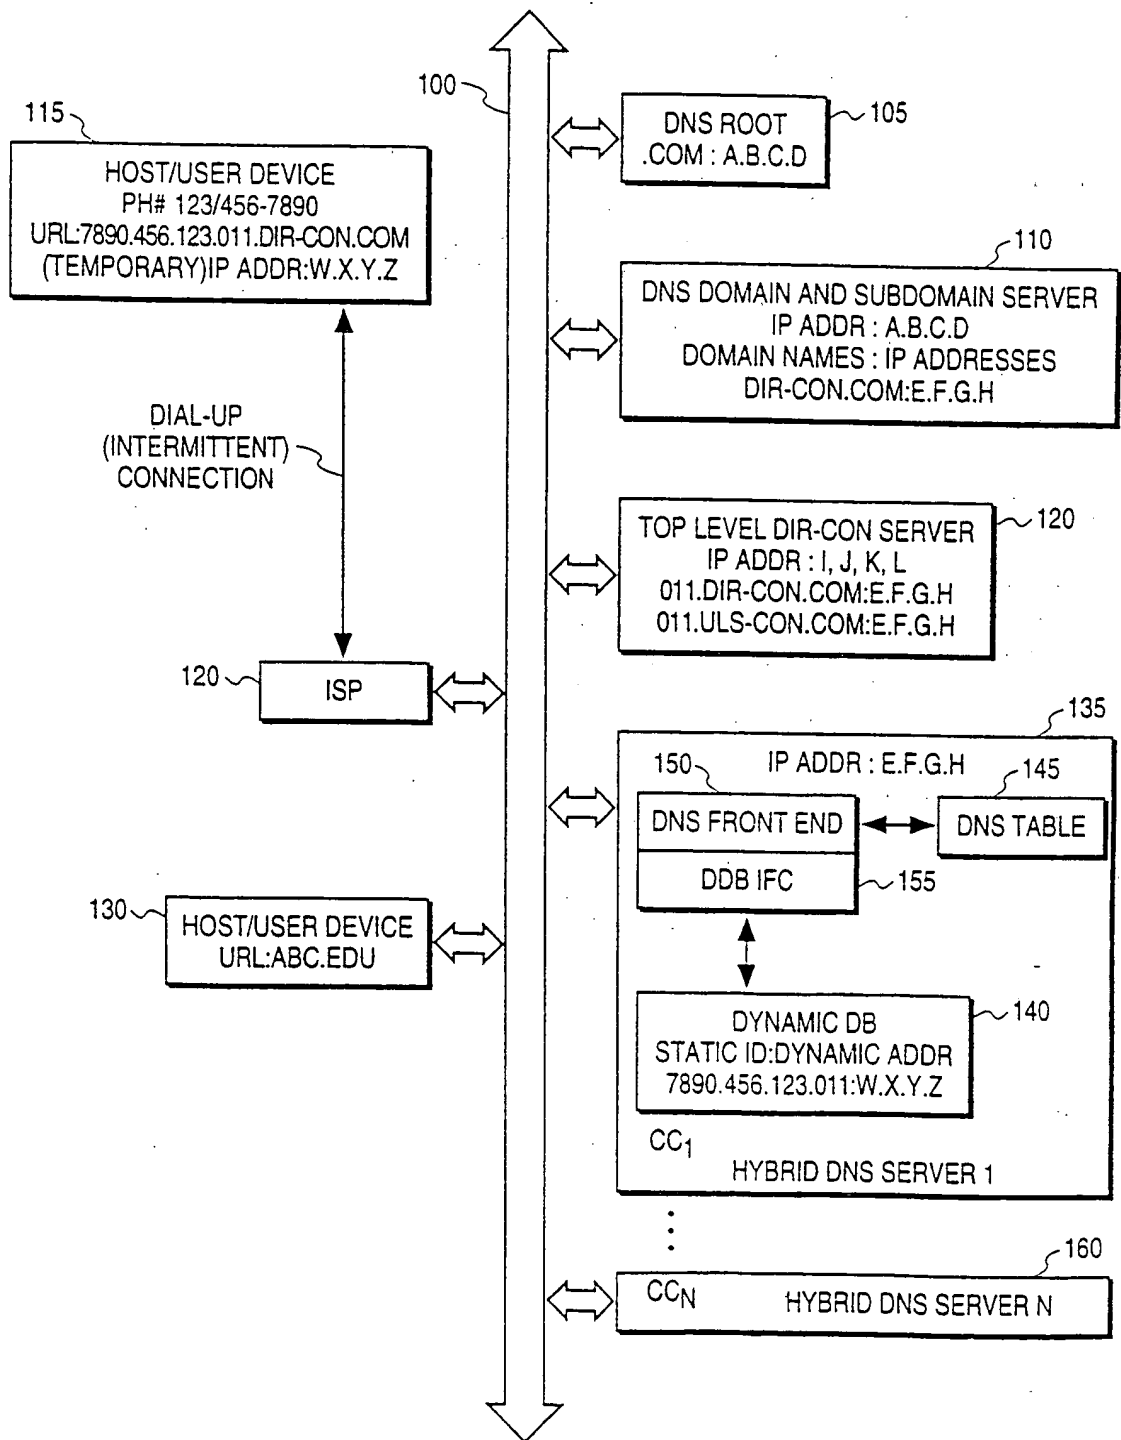 100
115
HOST/USER DEVICE
PH# 123/456-7890
URL:7890.456.123.011.DIR-CON.COM
(TEMPORARY)IP ADDR:W.X.Y.Z
DIAL-UP
(INTERMITTENT)
CONNECTION
120
ISP
130
HOST/USER DEVICE
URL:ABC.EDU
105
DNS ROOT
.COM : A.B.C.D
110
DNS DOMAIN AND SUBDOMAIN SERVER
IP ADDR : A.B.C.D
DOMAIN NAMES : IP ADDRESSES
DIR-CON.COM:E.F.G.H
120
TOP LEVEL DIR-CON SERVER
IP ADDR : I, J, K, L
011.DIR-CON.COM:E.F.G.H
011.ULS-CON.COM:E.F.G.H
135
IP ADDR : E.F.G.H
150
DNS FRONT END
145
DNS TABLE
DDB IFC
155
140
DYNAMIC DB
STATIC ID:DYNAMIC ADDR
7890.456.123.011:W.X.Y.Z
CC1
HYBRID DNS SERVER 1
160
CCN
HYBRID DNS SERVER N